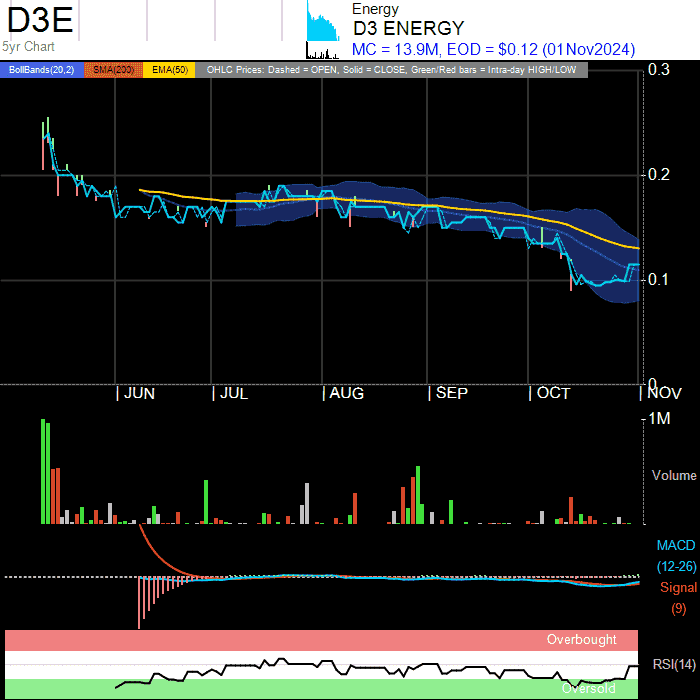 D3E
5yr Chart
Energy
D3 ENERGY
MC = 13.9M, EOD = $0.12 (01Nov2024)
BollBands(20,2) SMA(200) EMA(50) OHLC Prices: Dashed = OPEN, Solid = CLOSE, Green/Red bars = Intra-day HIGH/LOW
0.3
0.2
0.1
0
JUN JUL AUG SEP OCT NOV
1M
Volume
MACD
(12-26)
Signal
(9)
Overbought
RSI(14)
Oversold